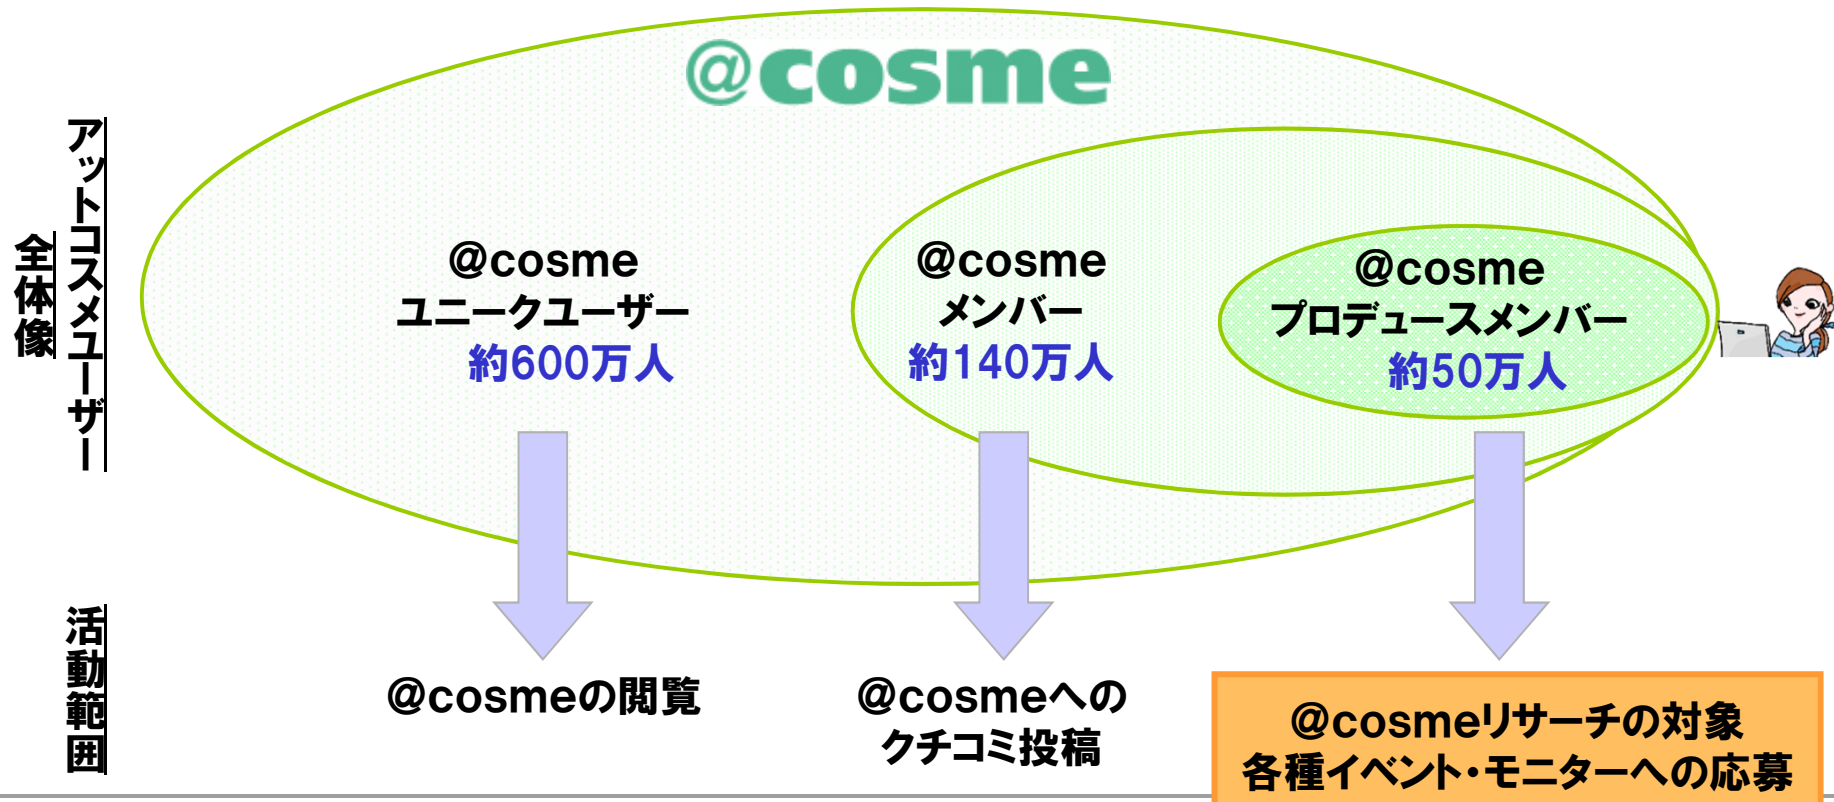 @cosme
アットコスメユーザー
全体像
@cosme
ユニークユーザー
約600万人
@cosme
メンバー
約140万人
@cosme
プロデュースメンバー
約50万人
活動範囲
@cosmeの閲覧
@cosmeへの
クチコミ投稿
@cosmeリサーチの対象
各種イベント・モニターへの応募